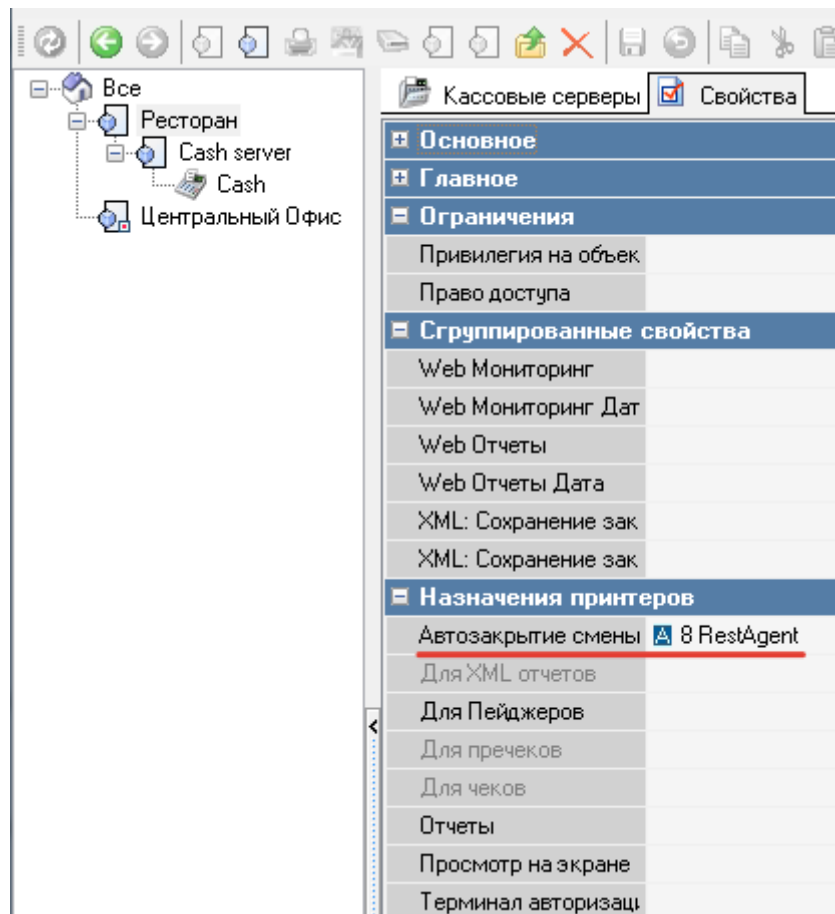 Все
Ресторан
Cash server
Cash
Центральный Офис
Кассовые серверы
Свойства
Основное
Главное
Ограничения
Привилегия на объек
Право доступа
Сгруппированные свойства
Web Мониторинг
Web Мониторинг Дат
Web Отчеты
Web Отчеты Дата
XML: Сохранение зак
XML: Сохранение зак
Назначения принтеров
Автозакрытие смены A 8 RestAgent
Для XML отчетов
Для Пейджеров
Для пречеков
Для чеков
Отчеты
Просмотр на экране
Терминал авторизаци